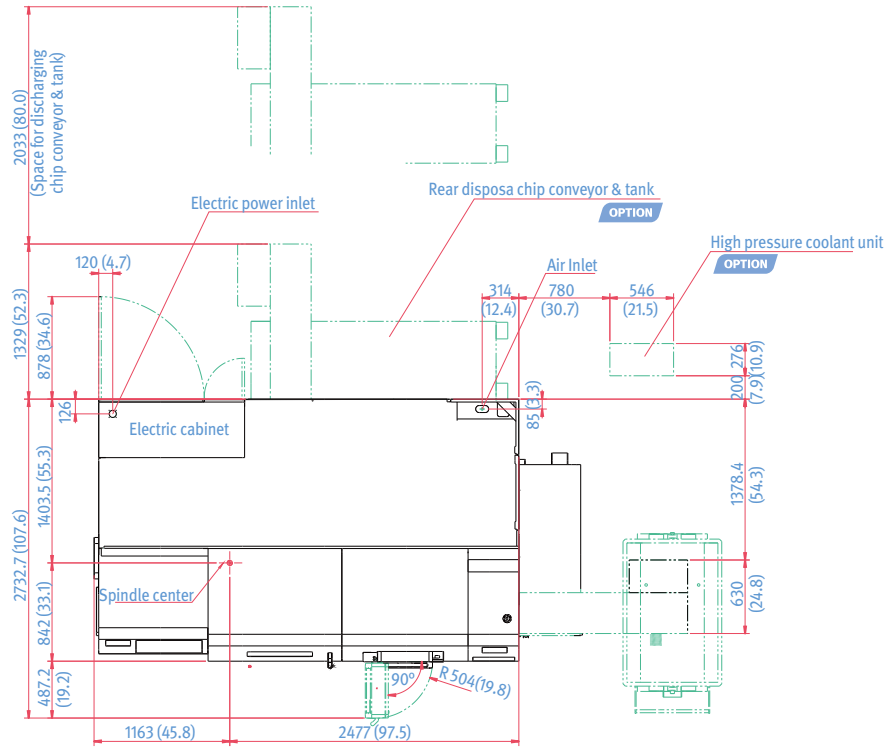 2033 (80.0)
(Space for discharging
chip conveyor & tank)
Electric power inlet
Rear disposa chip conveyor & tank
OPTION
High pressure coolant unit
OPTION
120 (4.7)
Air Inlet
314
(12.4)
780
(30.7)
546
(21.5)
1329 (52.3)
878 (34.6)
276
(10.9)
200
(7.9)
126
85 (3.3)
Electric cabinet
1403.5 (55.3)
1378.4
(54.3)
2732.7 (107.6)
Spindle center
842 (33.1)
630
(24.8)
487.2
(19.2)
90°
R 504(19.8)
1163 (45.8)
2477 (97.5)